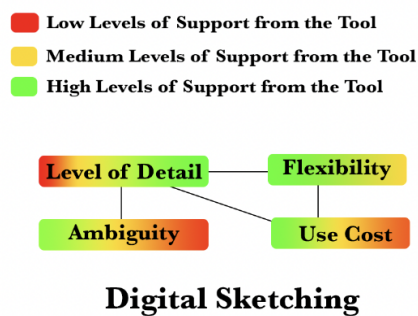 Low Levels of Support from the Tool
Medium Levels of Support from the Tool
High Levels of Support from the Tool
Level of Detail
Flexibility
Ambiguity
Use Cost
Digital Sketching